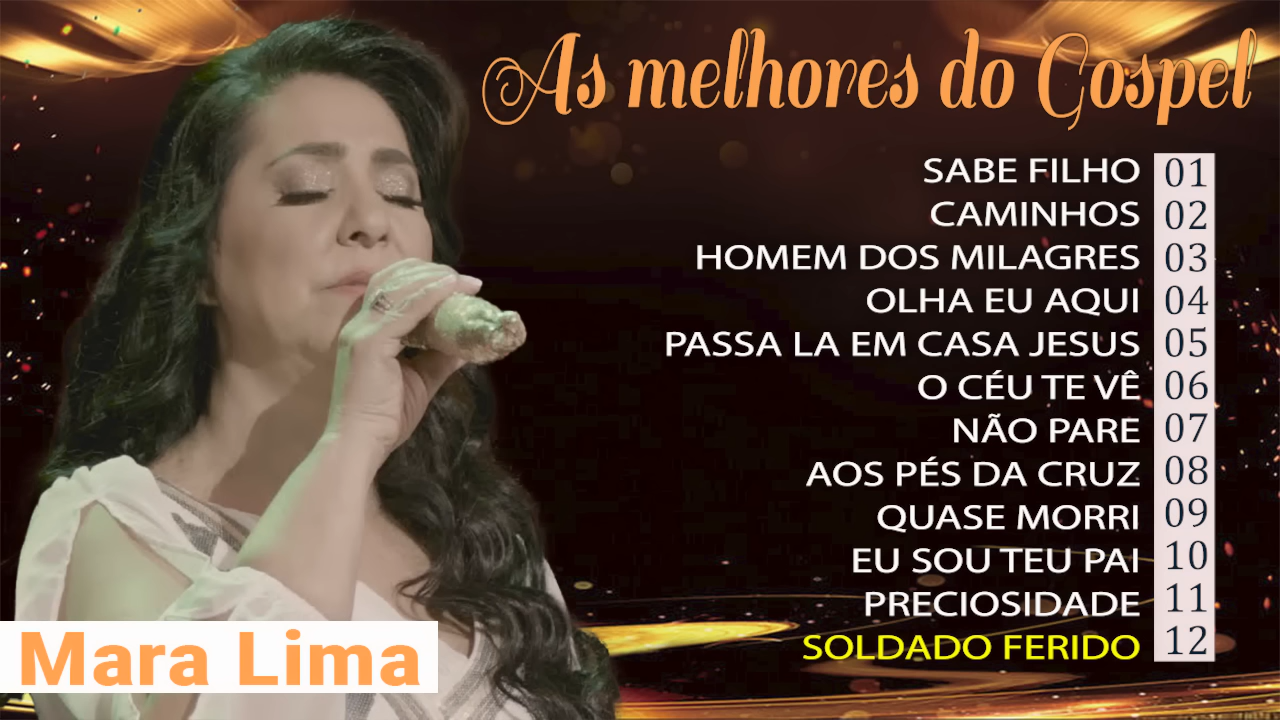 As melhores do Gospel
SABE FILHO 01
CAMINHOS 02
HOMEM DOS MILAGRES 03
OLHA EU AQUI 04
PASSA LA EM CASA JESUS 05
O CÉU TE VÊ 06
NÃO PARE 07
AOS PÉS DA CRUZ 08
QUASE MORRI 09
EU SOU TEU PAI 10
PRECIOSIDADE 11
SOLDADO FERIDO 12
Mara Lima